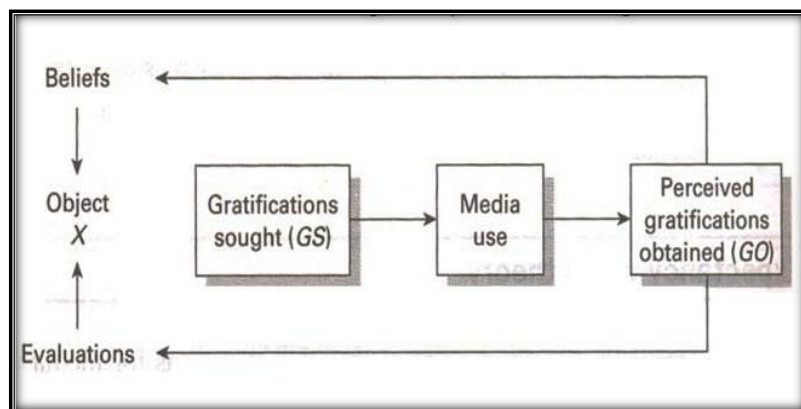 Beliefs
Object
X
Evaluations
Gratifications
sought (GS)
Media
use
Perceived
gratifications
obtained (GO)